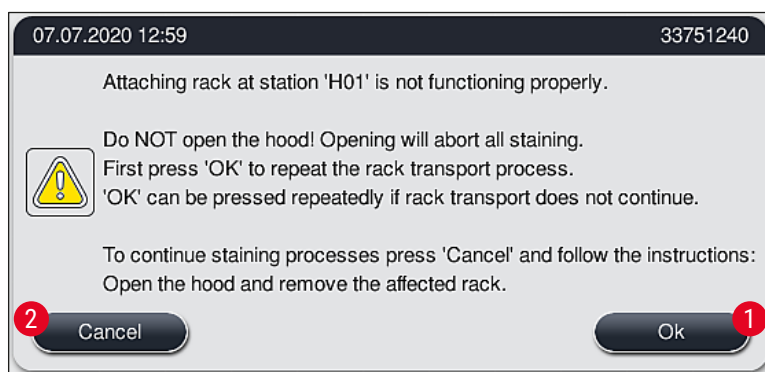 07.07.2020 12:59 33751240
Attaching rack at station 'H01' is not functioning properly.
Do NOT open the hood! Opening will abort all staining.
First press 'OK' to repeat the rack transport process.
'OK' can be pressed repeatedly if rack transport does not continue.
To continue staining processes press 'Cancel' and follow the instructions:
Open the hood and remove the affected rack.
2 Cancel Ok 1